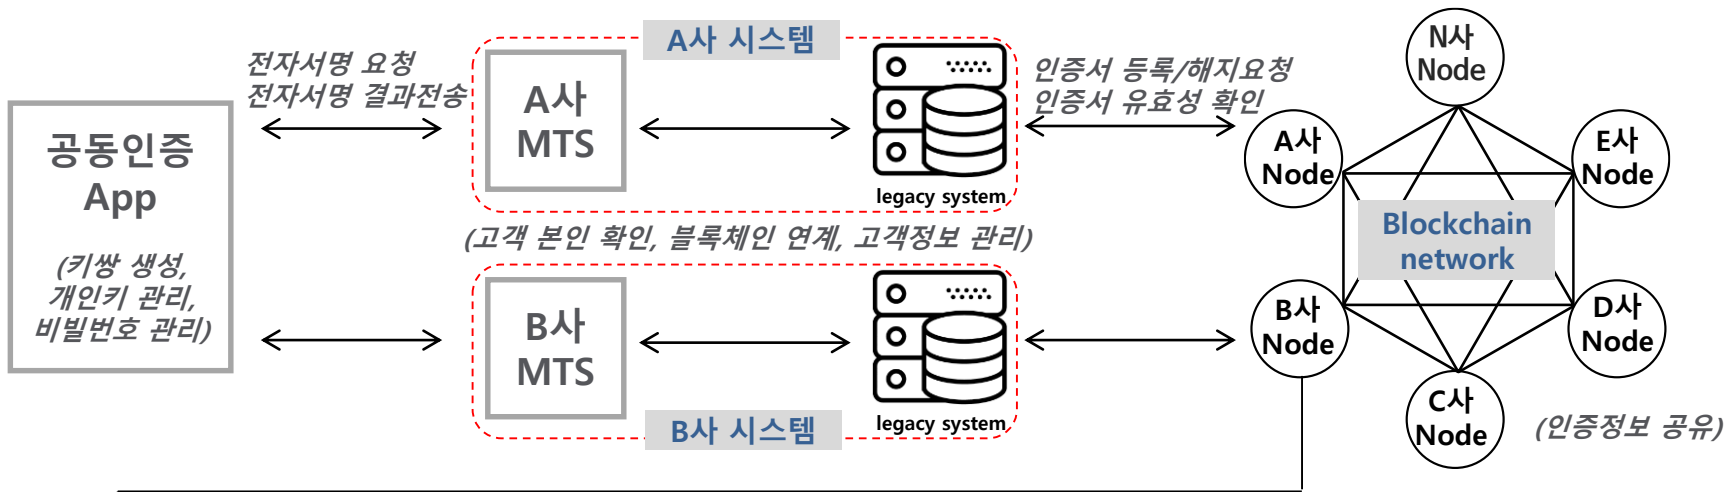 공동인증
App
(키쌍 생성,
개인키 관리,
비빌번호 관리)
전자서명 요청
전자서명 결과전송
A사 시스템
A사
MTS
legacy system
(고객 본인 확인, 블록체인 연계, 고객정보 관리)
B사
MTS
legacy system
B사 시스템
인증서 등록/해지요청
인증서 유효성 확인
N사
Node
A사
Node
E사
Node
Blockchain
network
B사
Node
D사
Node
C사
Node
(인증정보 공유)